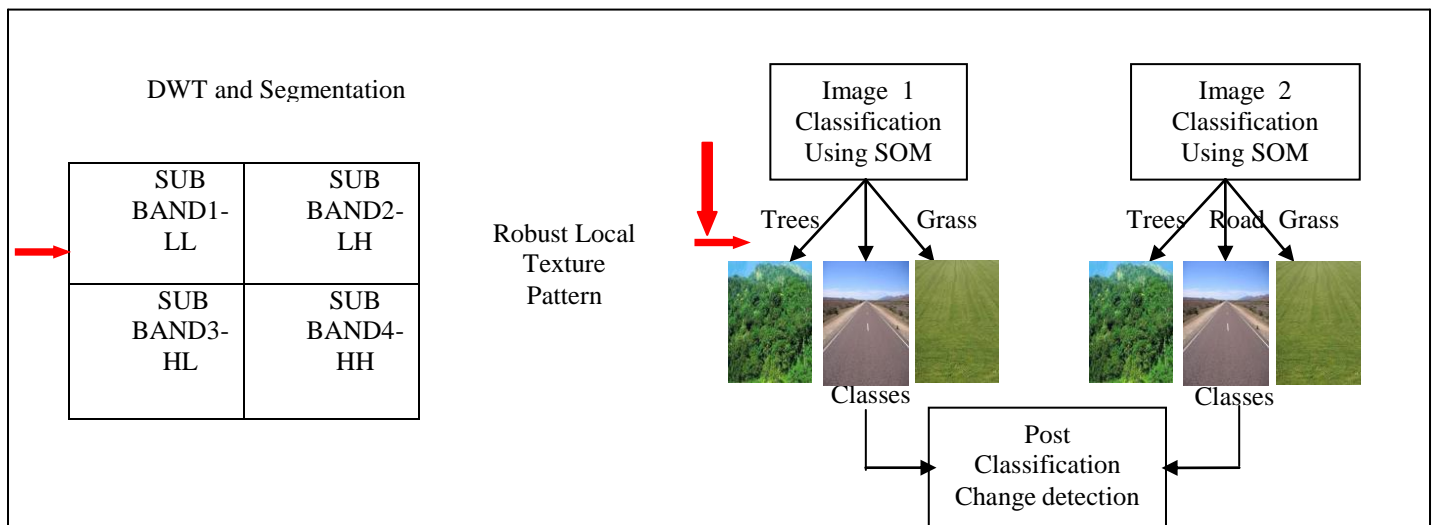 DWT and Segmentation
SUB
BAND1-
LL
SUB
BAND2-
LH
SUB
BAND3-
HL
SUB
BAND4-
HH
Robust Local
Texture
Pattern
Image 1
Classification
Using SOM
Trees
Grass
Classes
Image 2
Classification
Using SOM
Trees
Road
Grass
Classes
Post
Classification
Change detection